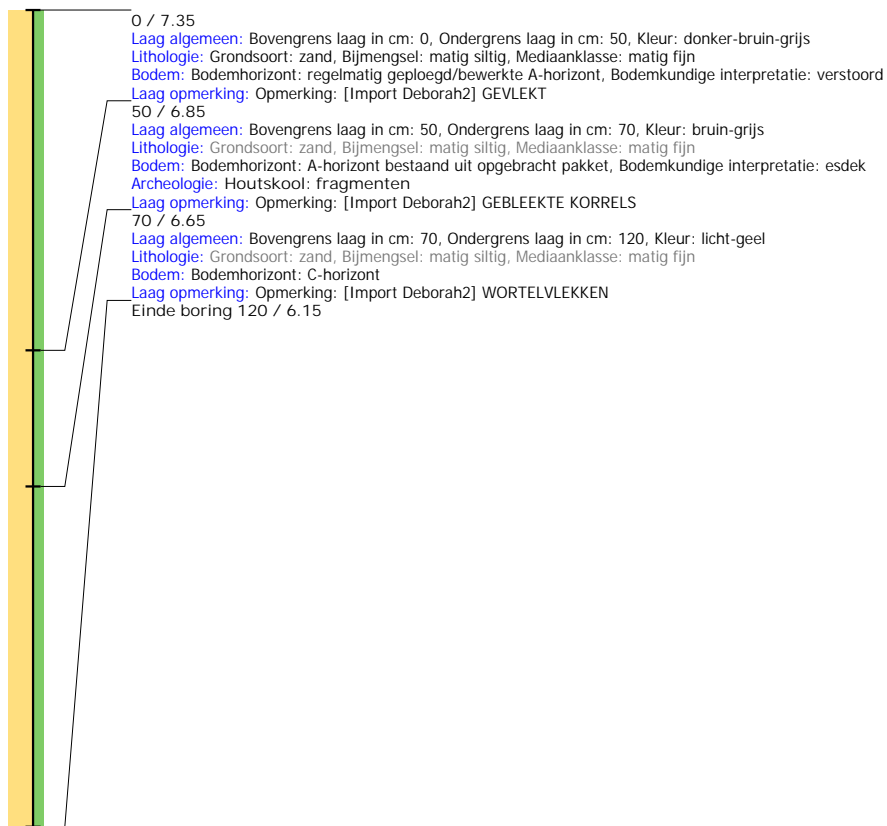 0 / 7.35
Laag algemeen: Bovengrens laag in cm: 0, Ondergrens laag in cm: 50, Kleur: donker-bruin-grijs
Lithologie: Grondsoort: zand, Bijmengsel: matig siltig, Mediaanklasse: matig fijn
Bodem: Bodemhorizont: regelmatig geploegd/bewerkte A-horizont, Bodemkundige interpretatie: verstoord
Laag opmerking: Opmerking: [Import Deborah2] GEVLEKT
50 / 6.85
Laag algemeen: Bovengrens laag in cm: 50, Ondergrens laag in cm: 70, Kleur: bruin-grijs
Lithologie: Grondsoort: zand, Bijmengsel: matig siltig, Mediaanklasse: matig fijn
Bodem: Bodemhorizont: A-horizont bestaand uit opgebracht pakket, Bodemkundige interpretatie: esdek
Archeologie: Houtskool: fragmenten
Laag opmerking: Opmerking: [Import Deborah2] GEBLEEKTE KORRELS
70 / 6.65
Laag algemeen: Bovengrens laag in cm: 70, Ondergrens laag in cm: 120, Kleur: licht-geel
Lithologie: Grondsoort: zand, Bijmengsel: matig siltig, Mediaanklasse: matig fijn
Bodem: Bodemhorizont: C-horizont
Laag opmerking: Opmerking: [Import Deborah2] WORTELVLEKKEN
Einde boring 120 / 6.15